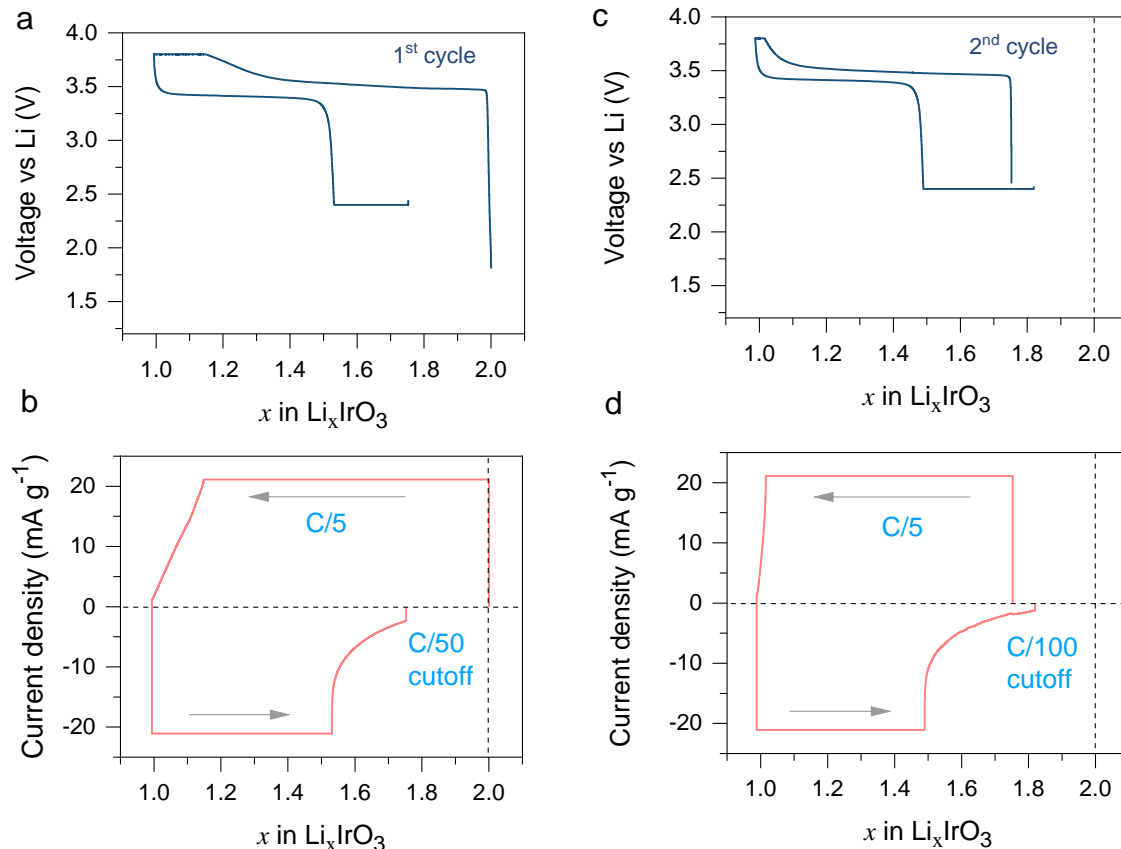 a
4.0
3.5
3.0
2.5
2.0
1.5
Voltage vs Li (V)
1st cycle
1.0 1.2 1.4 1.6 1.8 2.0
x in LixIrO3
c
4.0
3.5
3.0
2.5
2.0
1.5
Voltage vs Li (V)
2nd cycle
1.0 1.2 1.4 1.6 1.8 2.0
x in LixIrO3
b
20
10
0
-10
-20
Current density (mA g-1)
C/5
C/50
cutoff
1.0 1.2 1.4 1.6 1.8 2.0
x in LixIrO3
d
20
10
0
-10
-20
Current density (mA g-1)
C/5
C/100
cutoff
1.0 1.2 1.4 1.6 1.8 2.0
x in LixIrO3